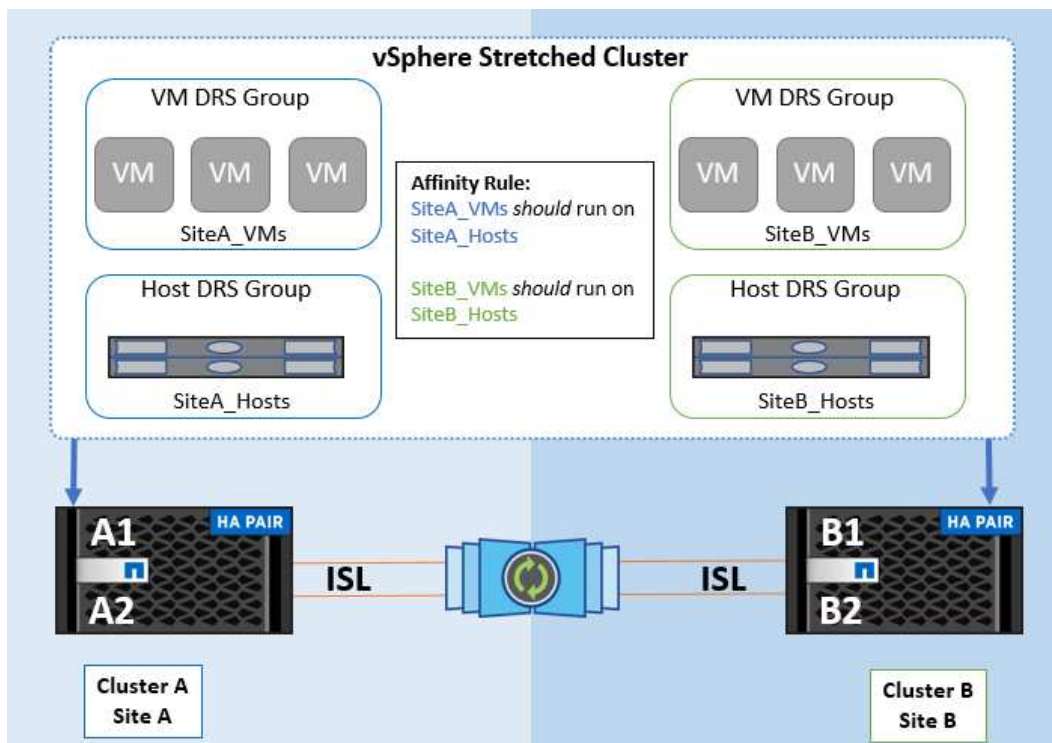 vSphere Stretched Cluster
VM DRS Group
VM VM VM
SiteA_VMs
Host DRS Group
SiteA_Hosts
Affinity Rule:
SiteA_VMs should run on
SiteA_Hosts
SiteB_VMs should run on
SiteB_Hosts
VM DRS Group
VM VM VM
SiteB_VMs
Host DRS Group
SiteB_Hosts
A1
HA PAIR
A2
ISL
ISL
B1
HA PAIR
B2
Cluster A
Site A
Cluster B
Site B